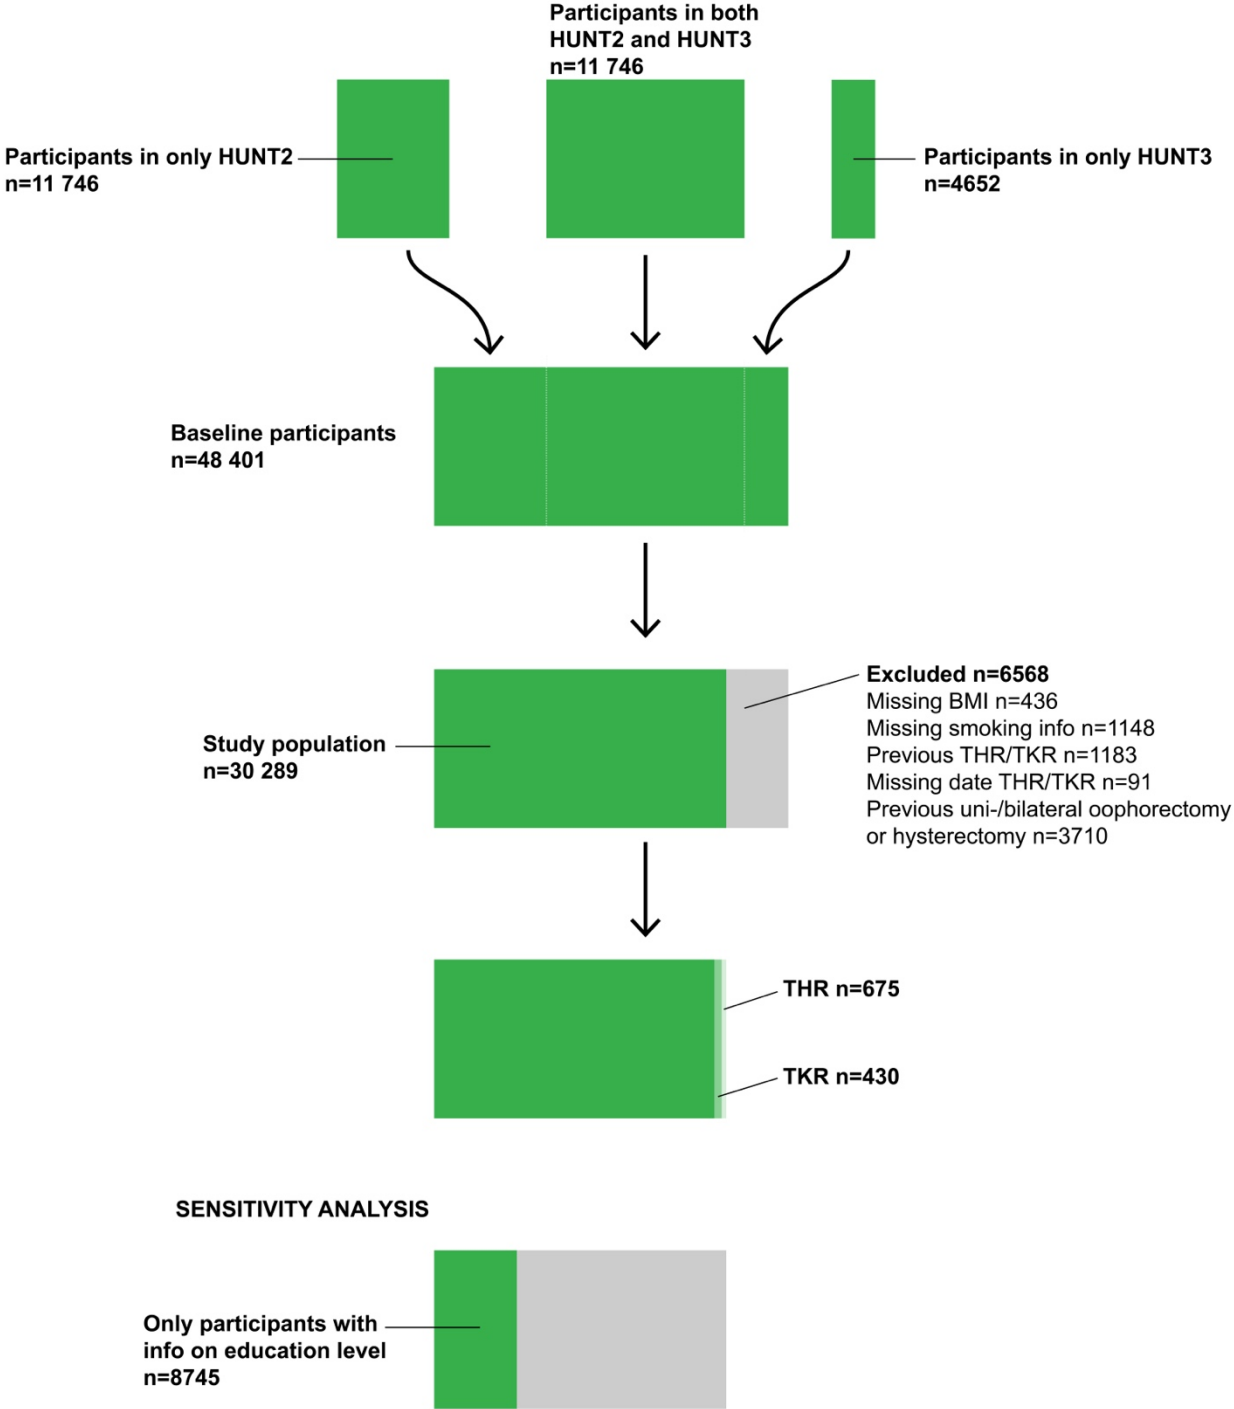 Participants in both
HUNT2 and HUNT3
n=11 746
Participants in only HUNT2
n=11 746
Participants in only HUNT3
n=4652
Baseline participants
n=48 401
Excluded n=6568
Missing BMI n=436
Missing smoking info n=1148
Previous THR/TKR n=1183
Missing date THR/TKR n=91
Previous uni-/bilateral oophorectomy
or hysterectomy n=3710
Study population
n=30 289
THR n=675
TKR n=430
SENSITIVITY ANALYSIS
Only participants with
info on education level
n=8745